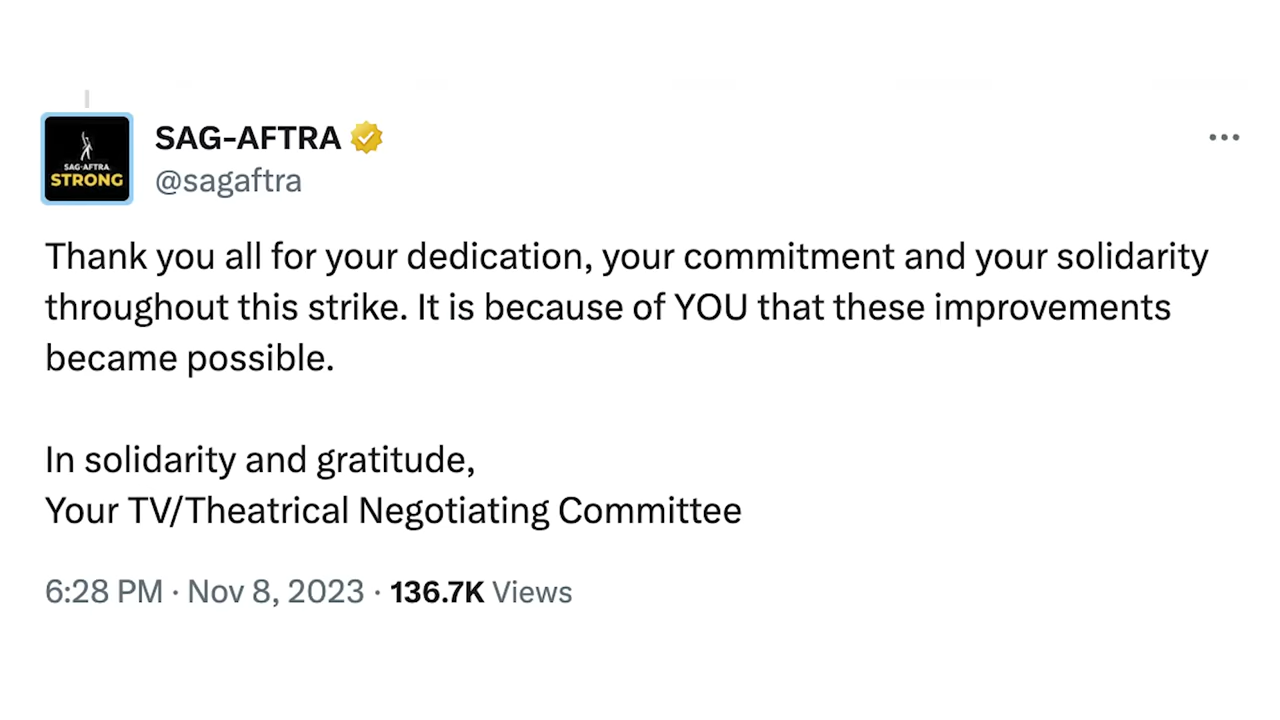 SAG-AFTRA
@sagaftra
SAG-AFTRA
STRONG
Thank you all for your dedication, your commitment and your solidarity
throughout this strike. It is because of YOU that these improvements
became possible.
In solidarity and gratitude,
Your TV/Theatrical Negotiating Committee
6:28 PM · Nov 8, 2023 · 136.7K Views